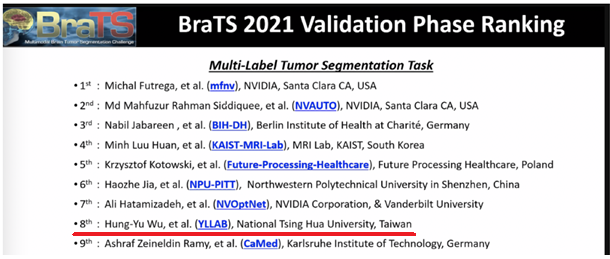 BraTS
Multimodal Brain Tumor Segmentation Challenge
BraTS 2021 Validation Phase Ranking
Multi-Label Tumor Segmentation Task
• 1st : Michal Futrega, et al. (mfnv), NVIDIA, Santa Clara CA, USA
• 2nd : Md Mahfuzur Rahman Siddiquee, et al. (NVAUTO), NVIDIA, Santa Clara CA, USA
• 3rd : Nabil Jabareen , et al. (BIH-DH), Berlin Institute of Health at Charité, Germany
• 4th : Minh Luu Huan, et al. (KAIST-MRI-Lab), MRI Lab, KAIST, South Korea
• 5th : Krzysztof Kotowski, et al. (Future-Processing-Healthcare), Future Processing Healthcare, Poland
• 6th : Haozhe Jia, et al. (NPU-PITT), Northwestern Polytechnical University in Shenzhen, China
• 7th : Ali Hatamizadeh, et al. (NVOptNet), NVIDIA Corporation, & Vanderbilt University
• 8th : Hung-Yu Wu, et al. (YLLAB), National Tsing Hua University, Taiwan
• 9th : Ashraf Zeineldin Ramy, et al. (CaMed), Karlsruhe Institute of Technology, Germany